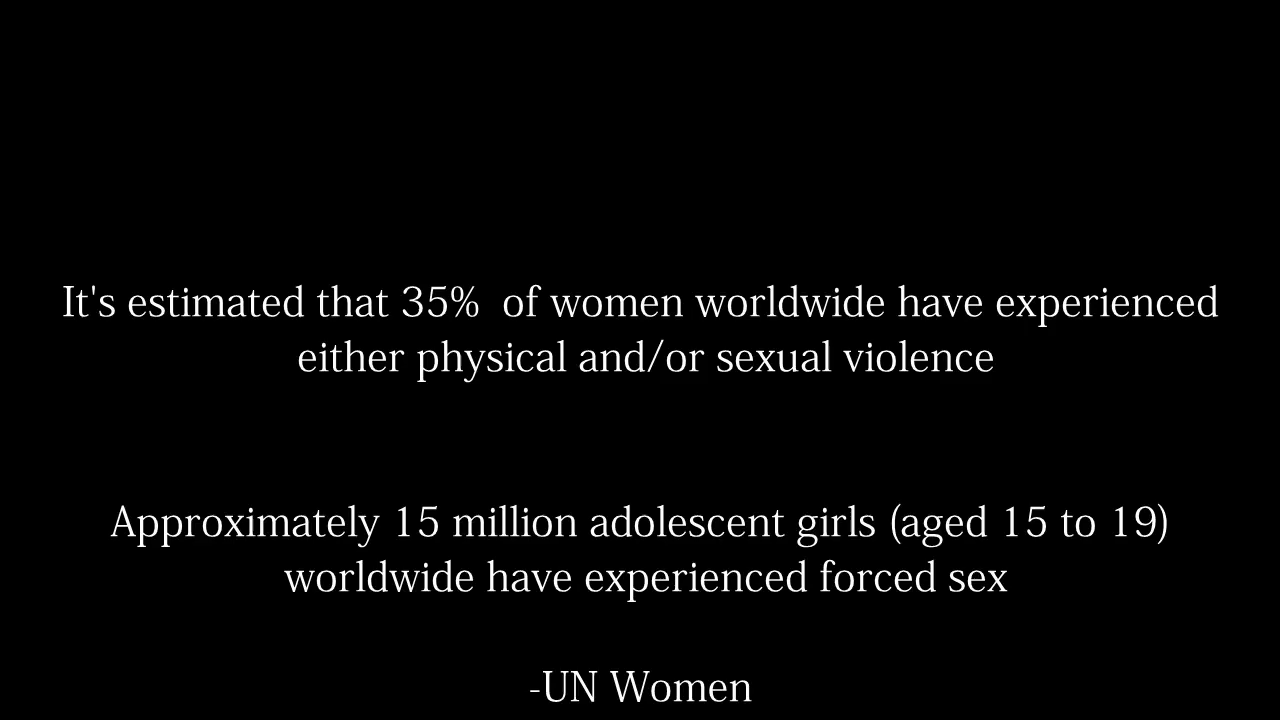 It's estimated that 35%  of women worldwide have experienced
either physical and/or sexual violence
Approximately 15 million adolescent girls (aged 15 to 19)
worldwide have experienced forced sex
-UN Women